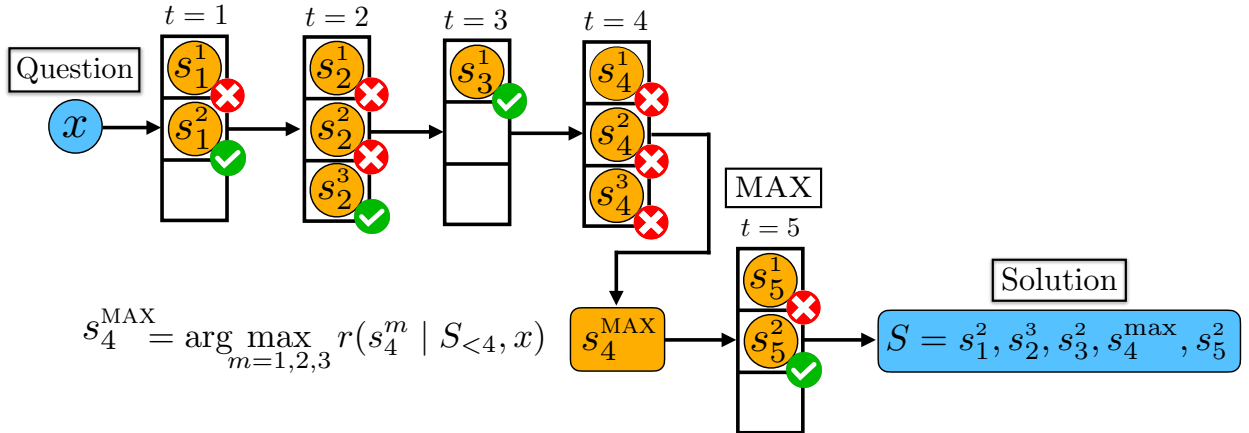 t = 1 t = 2 t = 3 t = 4
Question
x
s_1^1 s_2^1 s_3^1 s_4^1
s_1^2 s_2^2 s_4^2
s_2^3 s_4^3
MAX
t = 5
s_5^1
s_5^2
s_4^{MAX} = arg max_{m=1,2,3} r(s_4^m | S_{<4}, x)
s_4^{MAX}
Solution
S = s_1^2, s_2^3, s_3^2, s_4^{max}, s_5^2